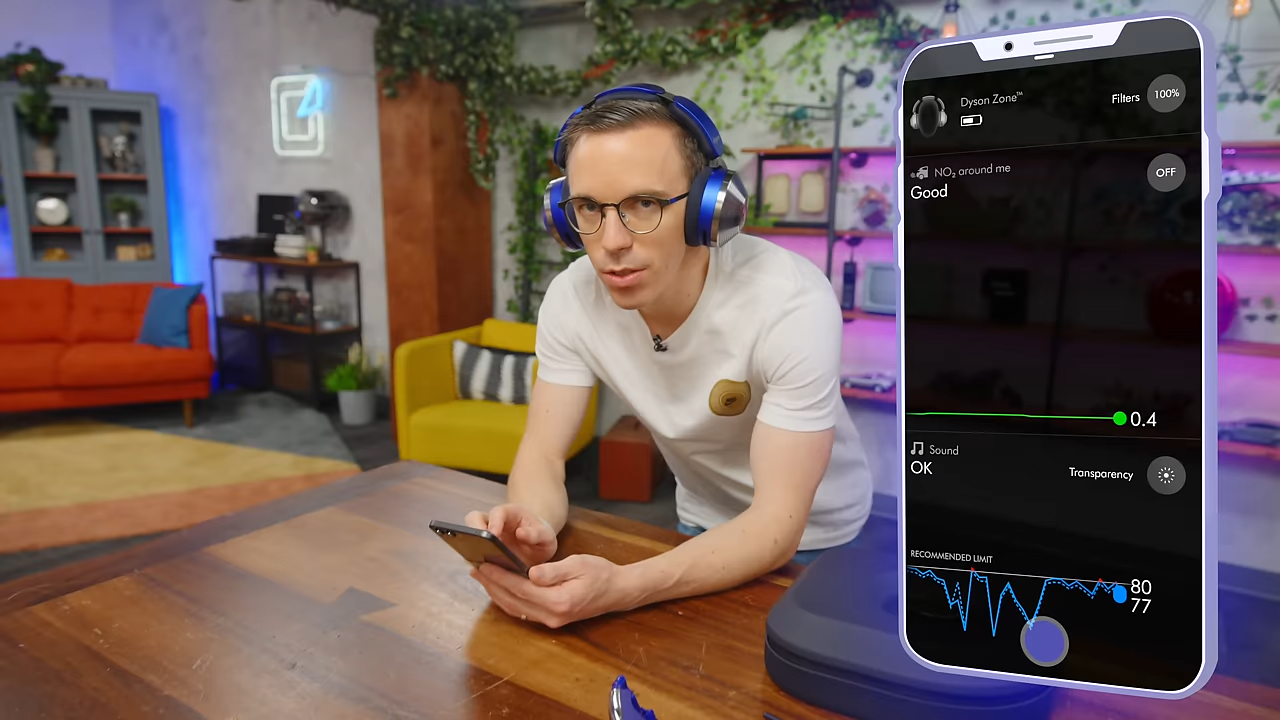 Dyson Zone™
Filters
100%
NO₂ around me
OFF
Good
0.4
Sound
OK
Transparency
RECOMMENDED LIMIT
80
77